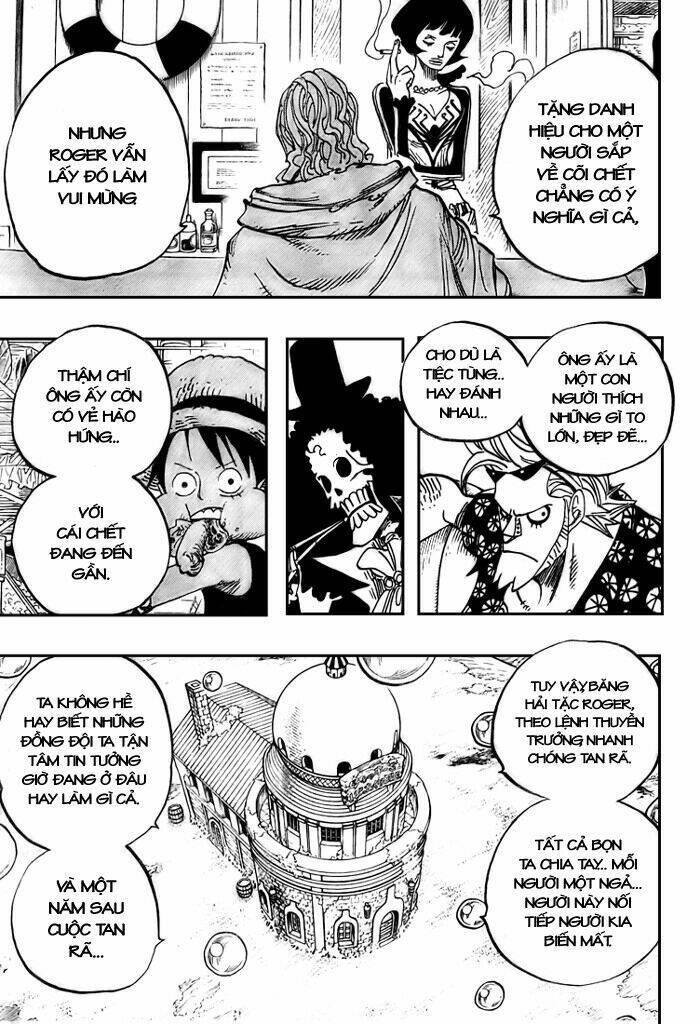 TẶNG DANH
HIỆU CHO MỘT
NGƯỜI SẮP
VỀ CÕI CHẾT
CHẲNG CÓ Ý
NGHĨA GÌ CẢ,
NHƯNG
ROGER VẪN
LẤY ĐÓ LÀM
VUI MỪNG
ÔNG ẤY LÀ
MỘT CON
NGƯỜI THÍCH
NHỮNG GÌ TO
LỚN, ĐẸP ĐẼ...
CHO DÙ LÀ
TIỆC TÙNG..
HAY ĐÁNH
NHAU...
THẬM CHÍ
ÔNG ẤY CÒN
CÓ VẺ HÀO
HỨNG..
VỚI
CÁI CHẾT
ĐANG ĐẾN
GẦN.
TUY VẬY, BĂNG
HẢI TẶC ROGER,
THEO LỆNH THUYỀN
TRƯỞNG NHANH
CHÓNG TAN RÃ.
TẤT CẢ BỌN
TA CHIA TAY.. MỖI
NGƯỜI MỘT NGẢ...
NGƯỜI NÀY NỐI
TIẾP NGƯỜI KIA
BIẾN MẤT.
TA KHÔNG HỀ
HAY BIẾT NHỮNG
ĐỒNG ĐỘI TA TẬN
TÂM TIN TƯỞNG
GIỜ ĐANG Ở ĐÂU
HAY LÀM GÌ CẢ.
VÀ MỘT
NĂM SAU
CUỘC TAN
RÃ...